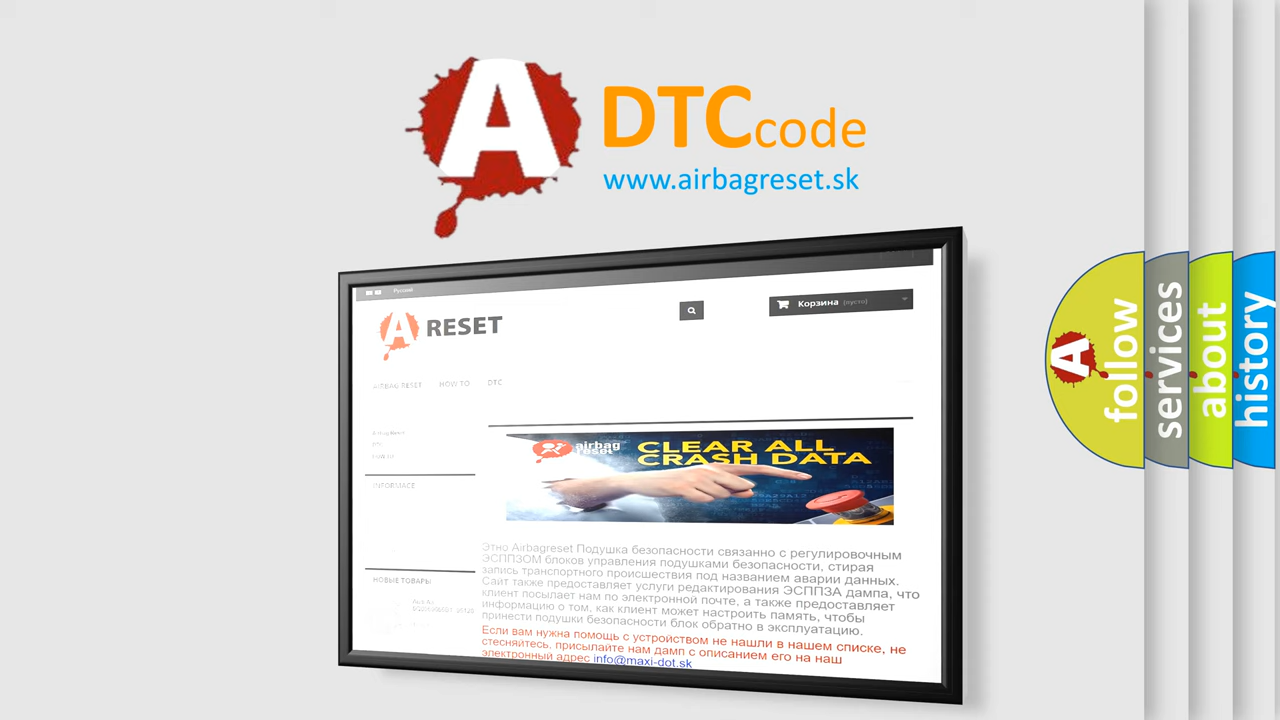 A DTCcode
www.airbagreset.sk
Русский
A RESET
Корзина (пусто)
AIRBAG RESET HOW TO DTC
Airbag Reset
DTC
INFORMACE
airbag
reset
CLEAR ALL
CRASH DATA
Этно Airbagreset Подушка безопасности связанно с регулировочным
ЭСППЗОМ блоков управления подушками безопасности, стирая
запись транспортного происшествия под названием аварии данных.
Сайт также предоставляет услуги редактирования ЭСППЗА дампа, что
клиент посылает нам по электронной почте, а также предоставляет
информацию о том, как клиент может настроить память, чтобы
принести подушки безопасности блок обратно в эксплуатацию.
НОВЫЕ ТОВАРЫ
Если вам нужна помощь с устройством не нашли в нашем списке, не
стесняйтесь, присылайте нам дамп с описанием его на наш
электронный адрес info@maxi-dot.sk
A
follow
services
about
history